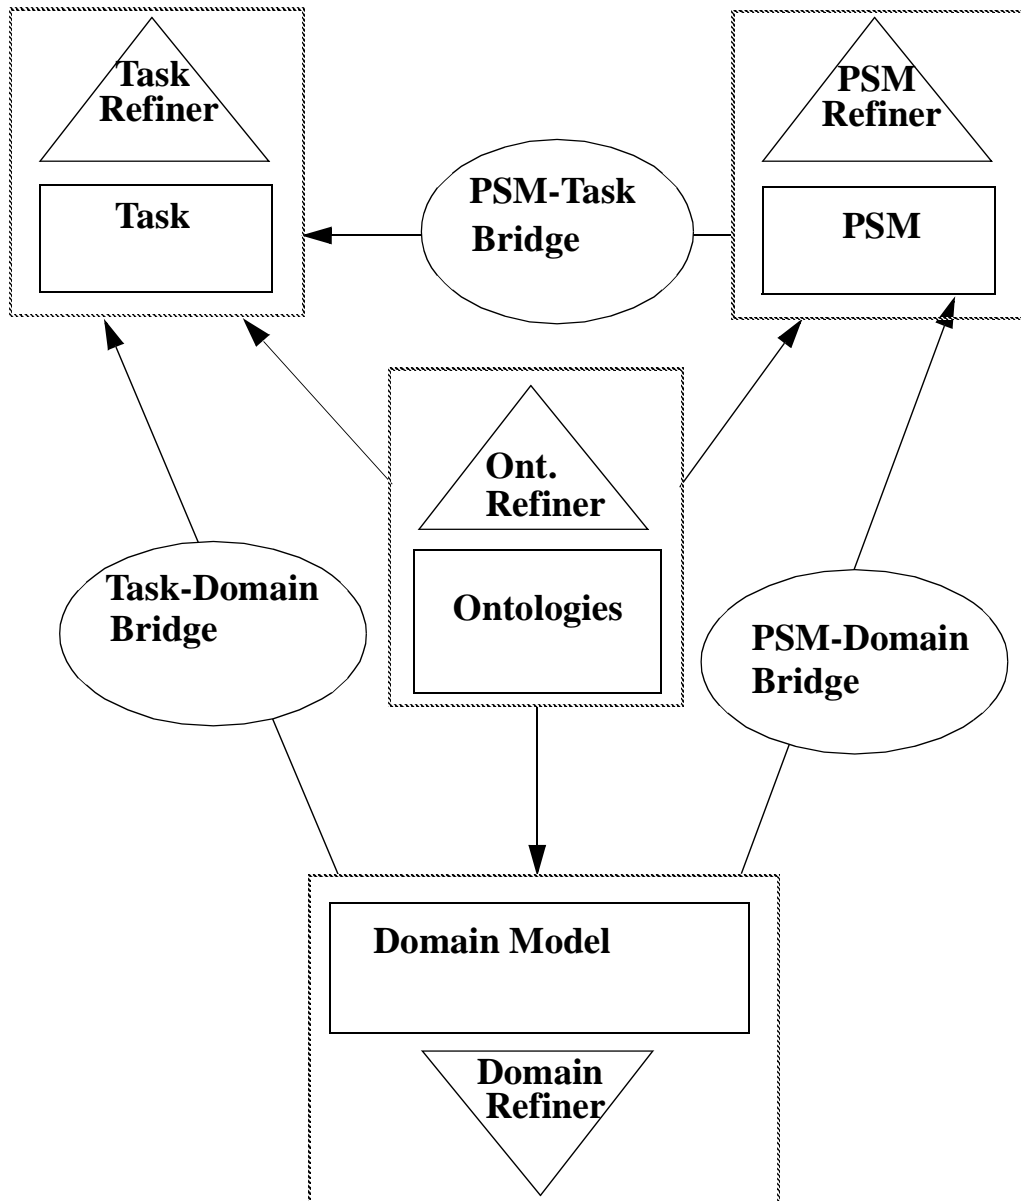 Task
Refiner
Task
PSM-Task
Bridge
PSM
Refiner
PSM
Ont.
Refiner
Ontologies
Task-Domain
Bridge
PSM-Domain
Bridge
Domain Model
Domain
Refiner